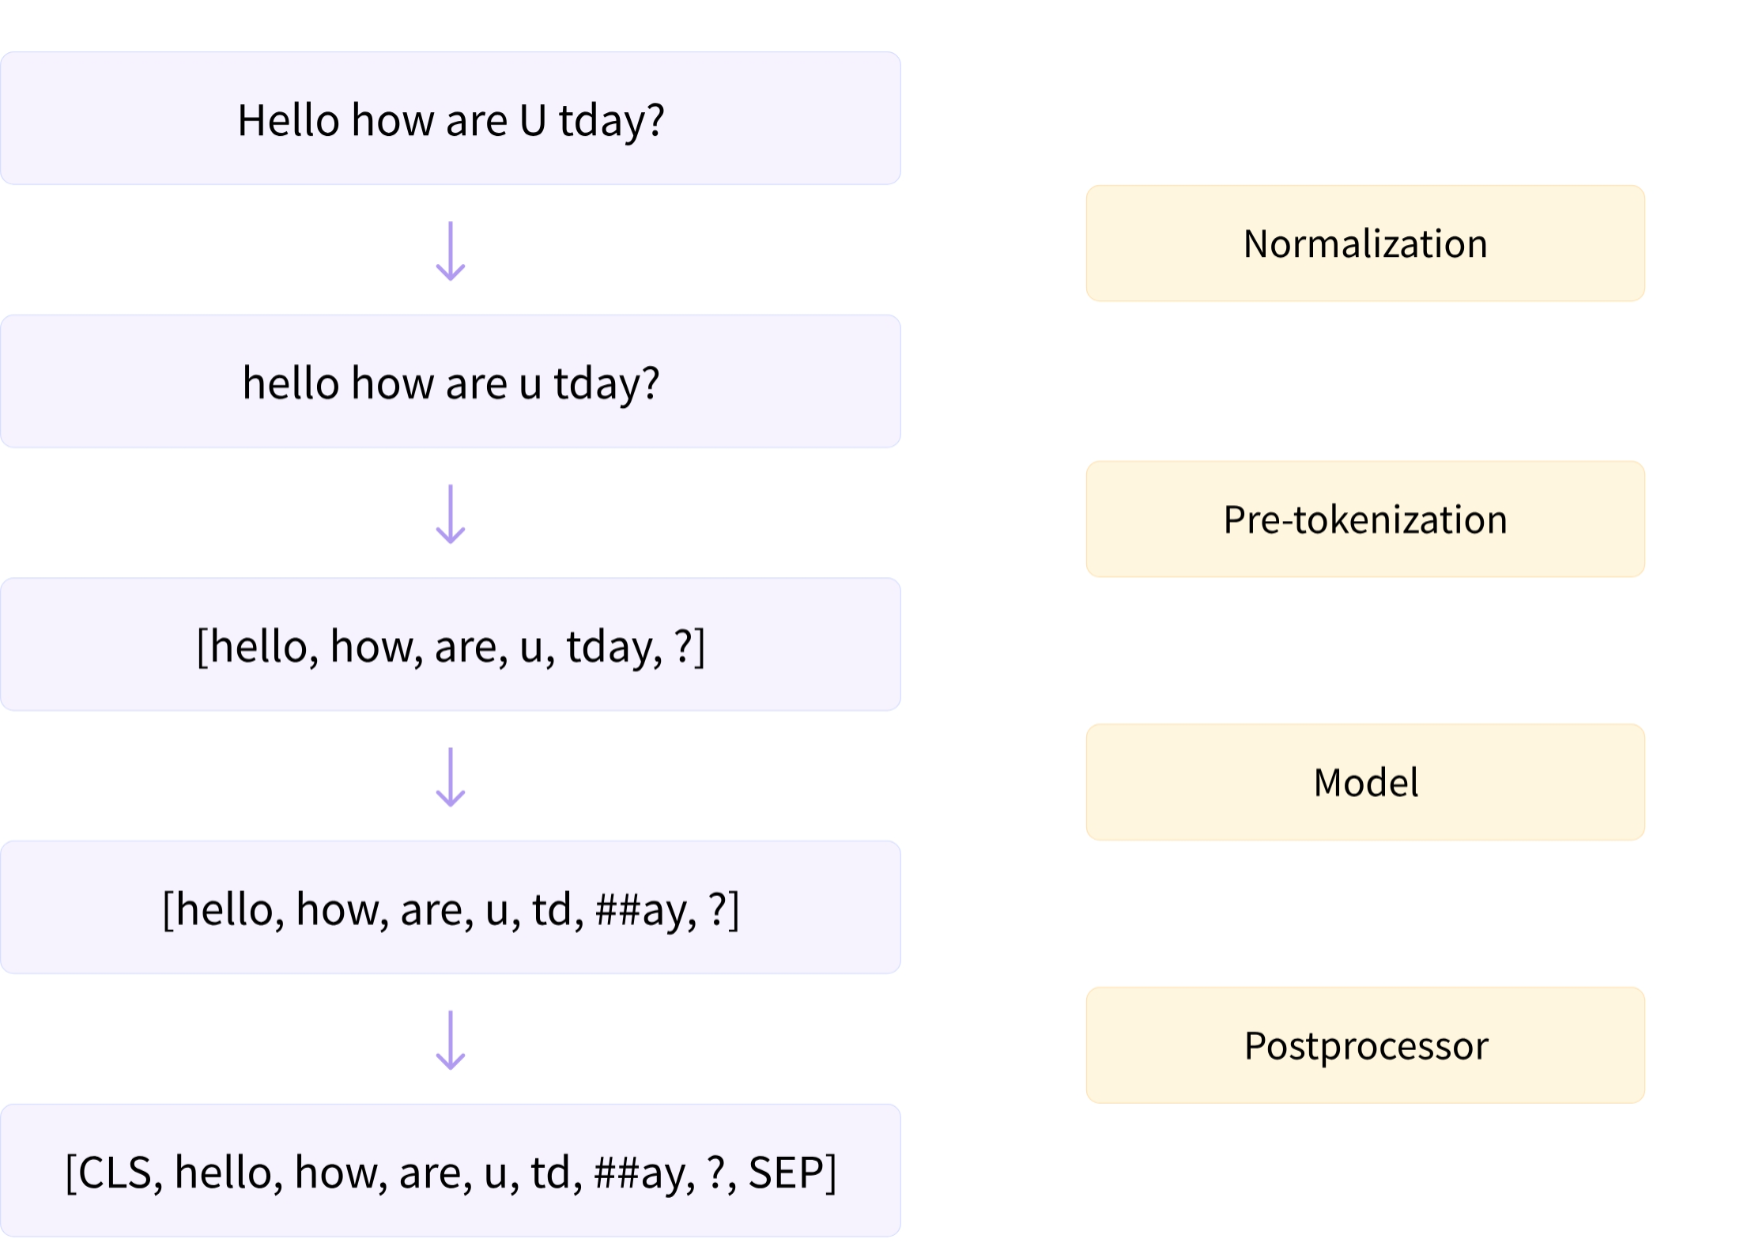 Hello how are U tday?
Normalization
hello how are u tday?
Pre-tokenization
[hello, how, are, u, tday, ?]
Model
[hello, how, are, u, td, ##ay, ?]
Postprocessor
[CLS, hello, how, are, u, td, ##ay, ?, SEP]